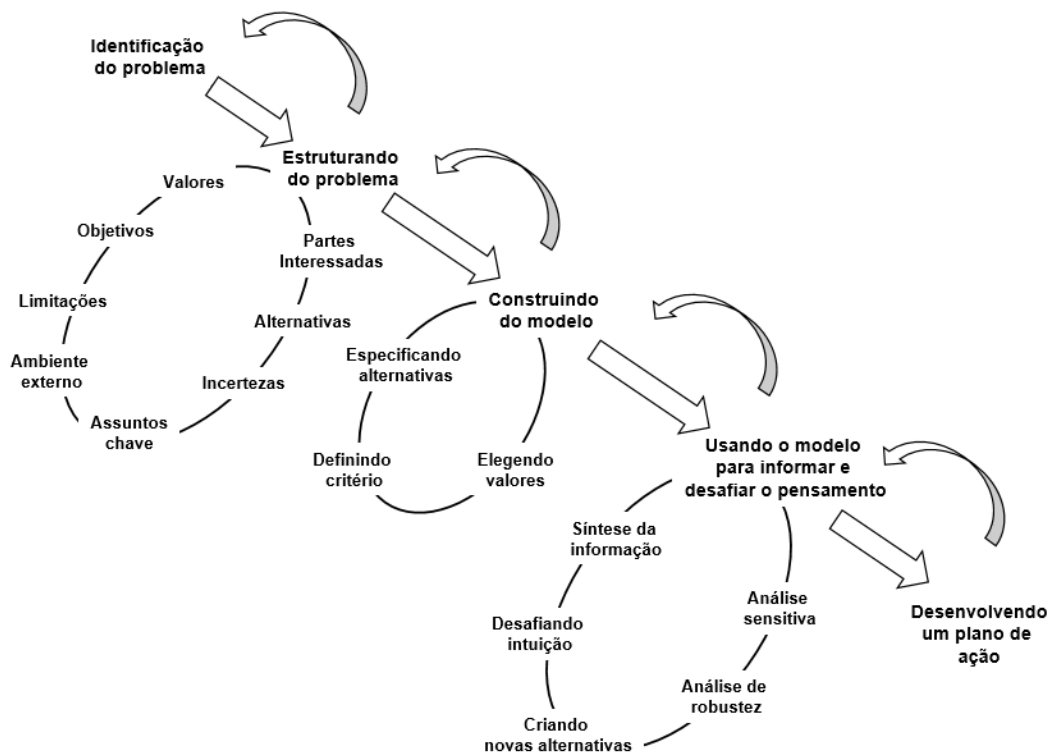 Identificação
do problema
Estruturando
do problema
Valores
Objetivos
Limitações
Ambiente
externo
Assuntos
chave
Incertezas
Alternativas
Partes
Interessadas
Construindo
do modelo
Especificando
alternativas
Definindo
critério
Elegendo
valores
Usando o modelo
para informar e
desafiar o pensamento
Síntese da
informação
Desafiando
intuição
Criando
novas alternativas
Análise de
robustez
Análise
sensitiva
Desenvolvendo
um plano de
ação